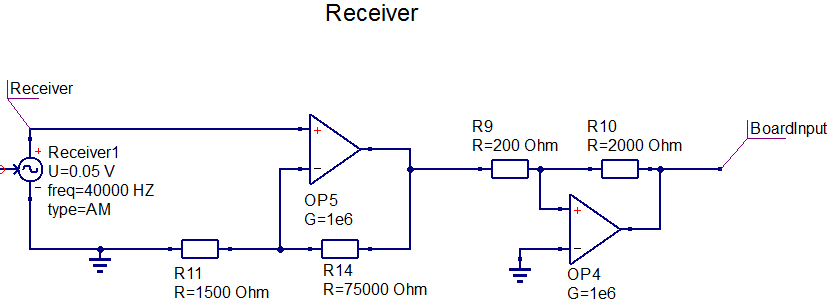 Receiver
Receiver
Receiver1
U=0.05 V
freq=40000 HZ
type=AM
+
−
R11
R=1500 Ohm
+
−
OP5
G=1e6
R14
R=75000 Ohm
R9
R=200 Ohm
R10
R=2000 Ohm
+
−
OP4
G=1e6
BoardInput